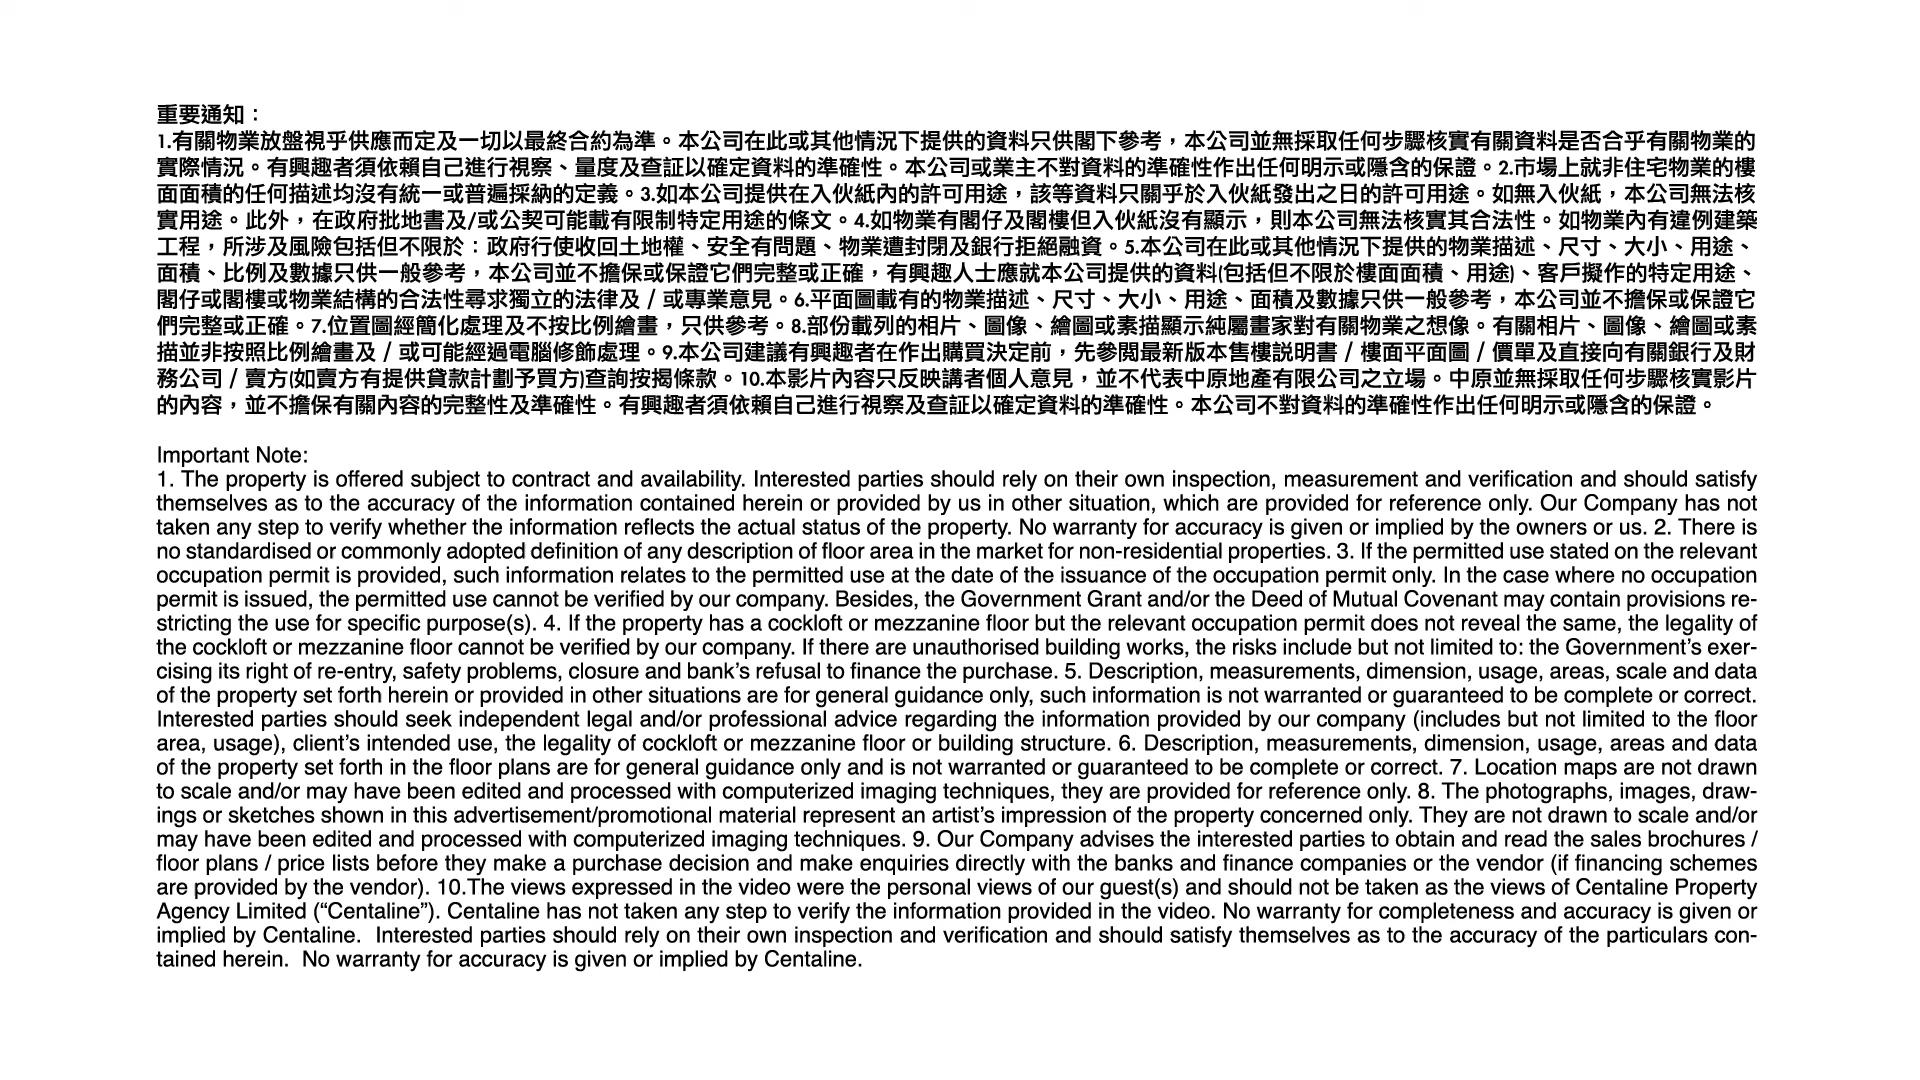 重要通知：
1.有關物業放盤視乎供應而定及一切以最終合約為準。本公司在此或其他情況下提供的資料只供閣下參考，本公司並無採取任何步驟核實有關資料是否合乎有關物業的
實際情況。有興趣者須依賴自己進行視察、量度及查証以確定資料的準確性。本公司或業主不對資料的準確性作出任何明示或隱含的保證。2.市場上就非住宅物業的樓
面面積的任何描述均沒有統一或普遍採納的定義。3.如本公司提供在入伙紙內的許可用途，該等資料只關乎於入伙紙發出之日的許可用途。如無入伙紙，本公司無法核
實用途。此外，在政府批地書及/或公契可能載有限制特定用途的條文。4.如物業有閣仔及閣樓但入伙紙沒有顯示，則本公司無法核實其合法性。如物業內有違例建築
工程，所涉及風險包括但不限於：政府行使收回土地權、安全有問題、物業遭封閉及銀行拒絕融資。5.本公司在此或其他情況下提供的物業描述、尺寸、大小、用途、
面積、比例及數據只供一般參考，本公司並不擔保或保證它們完整或正確，有興趣人士應就本公司提供的資料(包括但不限於樓面面積、用途)、客戶擬作的特定用途、
閣仔或閣樓或物業結構的合法性尋求獨立的法律及 / 或專業意見。6.平面圖載有的物業描述、尺寸、大小、用途、面積及數據只供一般參考，本公司並不擔保或保證它
們完整或正確。7.位置圖經簡化處理及不按比例繪畫，只供參考。8.部份載列的相片、圖像、繪圖或素描顯示純屬畫家對有關物業之想像。有關相片、圖像、繪圖或素
描並非按照比例繪畫及 / 或可能經過電腦修飾處理。9.本公司建議有興趣者在作出購買決定前，先參閱最新版本售樓説明書 / 樓面平面圖 / 價單及直接向有關銀行及財
務公司 / 賣方(如賣方有提供貸款計劃予買方)查詢按揭條款。10.本影片內容只反映講者個人意見，並不代表中原地產有限公司之立場。中原並無採取任何步驟核實影片
的內容，並不擔保有關內容的完整性及準確性。有興趣者須依賴自己進行視察及查証以確定資料的準確性。本公司不對資料的準確性作出任何明示或隱含的保證。
Important Note:
1. The property is offered subject to contract and availability. Interested parties should rely on their own inspection, measurement and verification and should satisfy
themselves as to the accuracy of the information contained herein or provided by us in other situation, which are provided for reference only. Our Company has not
taken any step to verify whether the information reflects the actual status of the property. No warranty for accuracy is given or implied by the owners or us. 2. There is
no standardised or commonly adopted definition of any description of floor area in the market for non-residential properties. 3. If the permitted use stated on the relevant
occupation permit is provided, such information relates to the permitted use at the date of the issuance of the occupation permit only. In the case where no occupation
permit is issued, the permitted use cannot be verified by our company. Besides, the Government Grant and/or the Deed of Mutual Covenant may contain provisions re-
stricting the use for specific purpose(s). 4. If the property has a cockloft or mezzanine floor but the relevant occupation permit does not reveal the same, the legality of
the cockloft or mezzanine floor cannot be verified by our company. If there are unauthorised building works, the risks include but not limited to: the Government’s exer-
cising its right of re-entry, safety problems, closure and bank’s refusal to finance the purchase. 5. Description, measurements, dimension, usage, areas, scale and data
of the property set forth herein or provided in other situations are for general guidance only, such information is not warranted or guaranteed to be complete or correct.
Interested parties should seek independent legal and/or professional advice regarding the information provided by our company (includes but not limited to the floor
area, usage), client’s intended use, the legality of cockloft or mezzanine floor or building structure. 6. Description, measurements, dimension, usage, areas and data
of the property set forth in the floor plans are for general guidance only and is not warranted or guaranteed to be complete or correct. 7. Location maps are not drawn
to scale and/or may have been edited and processed with computerized imaging techniques, they are provided for reference only. 8. The photographs, images, draw-
ings or sketches shown in this advertisement/promotional material represent an artist’s impression of the property concerned only. They are not drawn to scale and/or
may have been edited and processed with computerized imaging techniques. 9. Our Company advises the interested parties to obtain and read the sales brochures /
floor plans / price lists before they make a purchase decision and make enquiries directly with the banks and finance companies or the vendor (if financing schemes
are provided by the vendor). 10.The views expressed in the video were the personal views of our guest(s) and should not be taken as the views of Centaline Property
Agency Limited (“Centaline”). Centaline has not taken any step to verify the information provided in the video. No warranty for completeness and accuracy is given or
implied by Centaline.  Interested parties should rely on their own inspection and verification and should satisfy themselves as to the accuracy of the particulars con-
tained herein.  No warranty for accuracy is given or implied by Centaline.